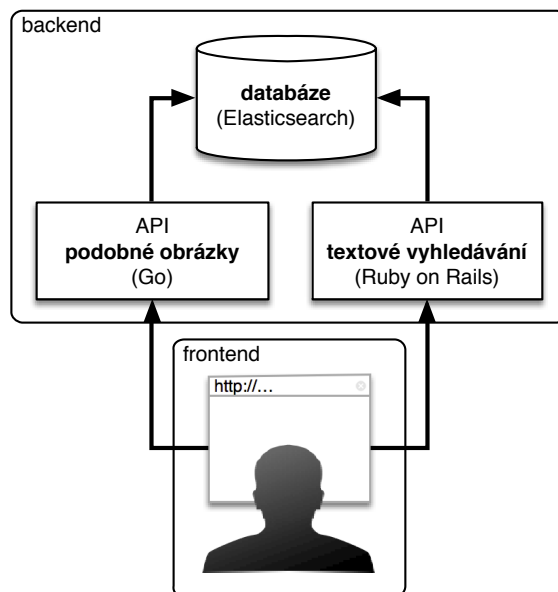 backend
databáze
(Elasticsearch)
API
podobné obrázky
(Go)
API
textové vyhledávání
(Ruby on Rails)
frontend
http://...